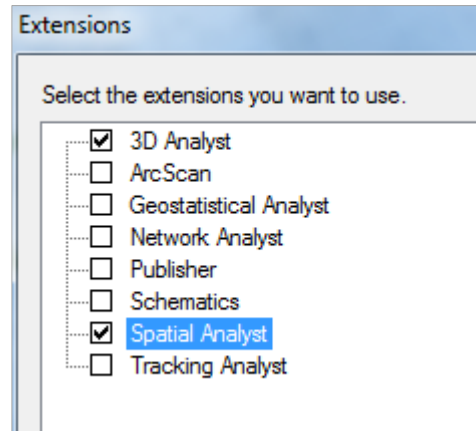 Extensions
Select the extensions you want to use.
3D Analyst
ArcScan
Geostatistical Analyst
Network Analyst
Publisher
Schematics
Spatial Analyst
Tracking Analyst